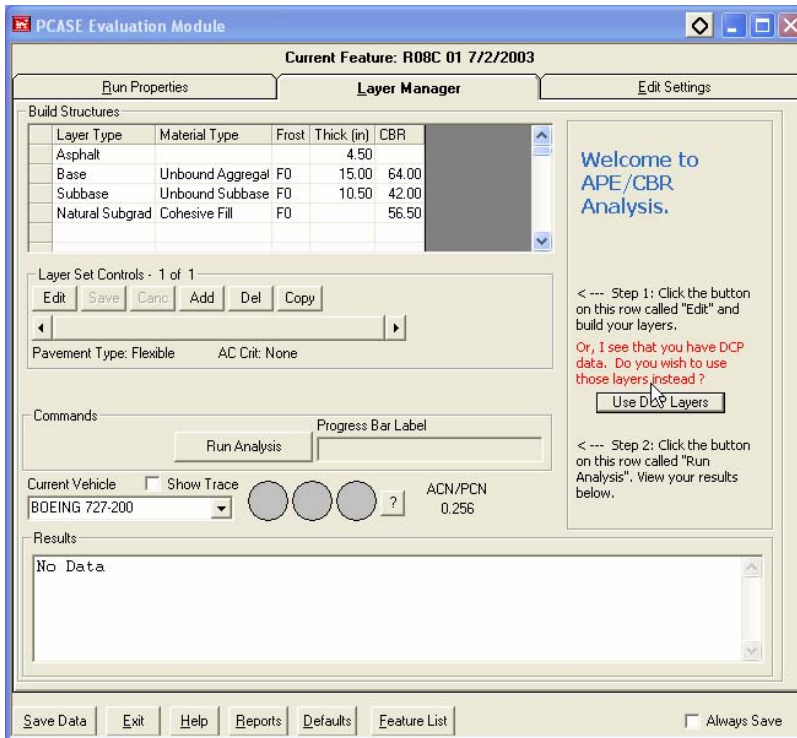 PCASE Evaluation Module
Current Feature: R08C 01 7/2/2003
Run Properties
Layer Manager
Edit Settings
Build Structures
Layer Type Material Type Frost Thick (in) CBR
Asphalt 4.50
Base Unbound Aggregal F0 15.00 64.00
Subbase Unbound Subbase F0 10.50 42.00
Natural Subgrad Cohesive Fill F0 56.50
Layer Set Controls - 1 of 1
Edit Save Canc Add Del Copy
Pavement Type: Flexible AC Crit: None
Commands
Progress Bar Label
Run Analysis
Current Vehicle Show Trace
BOEING 727-200
?
ACN/PCN
0.256
Welcome to
APE/CBR
Analysis.
< --- Step 1: Click the button
on this row called "Edit" and
build your layers.
Or, I see that you have DCP
data. Do you wish to use
those layers instead ?
Use DCP Layers
< --- Step 2: Click the button
on this row called "Run
Analysis". View your results
below.
Results
No Data
Save Data Exit Help Reports Defaults Feature List Always Save